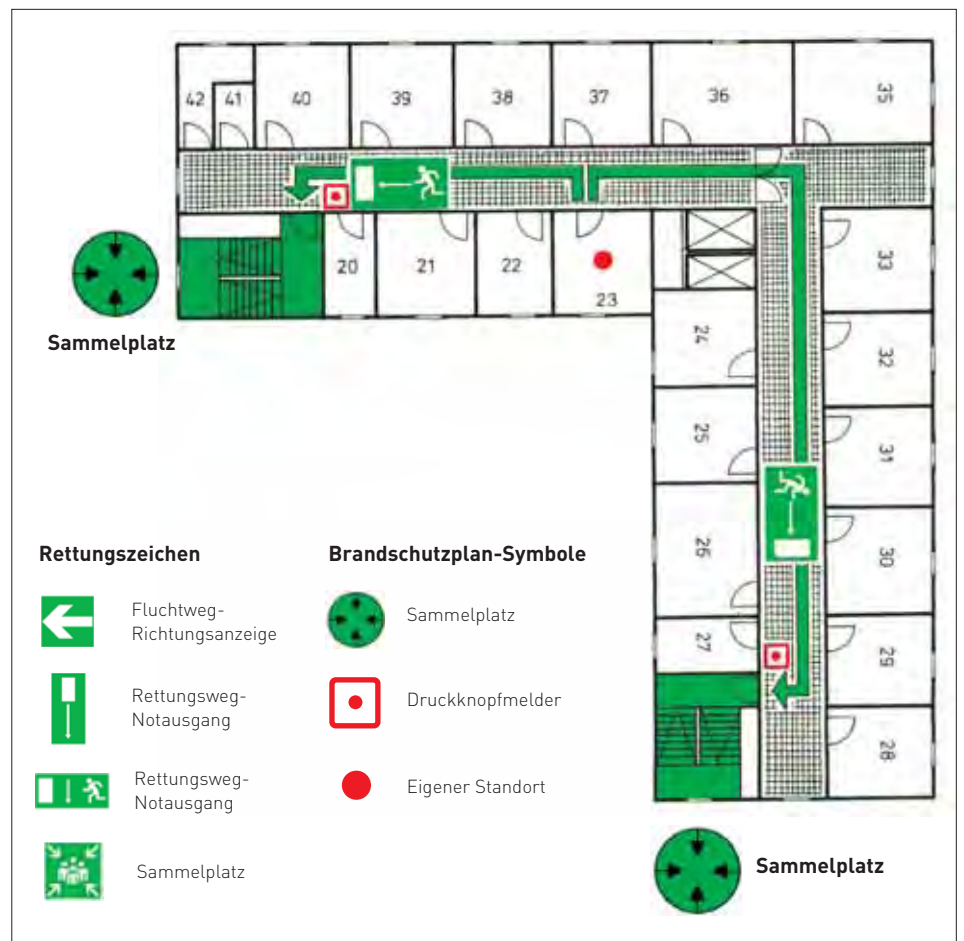 42
41
40
39
38
37
36
35
20
21
22
23
33
24
32
25
31
26
30
27
29
28
Sammelplatz
Rettungszeichen
Fluchtweg-
Richtungsanzeige
Rettungsweg-
Notausgang
Rettungsweg-
Notausgang
Sammelplatz
Brandschutzplan-Symbole
Sammelplatz
Druckknopfmelder
Eigener Standort
Sammelplatz